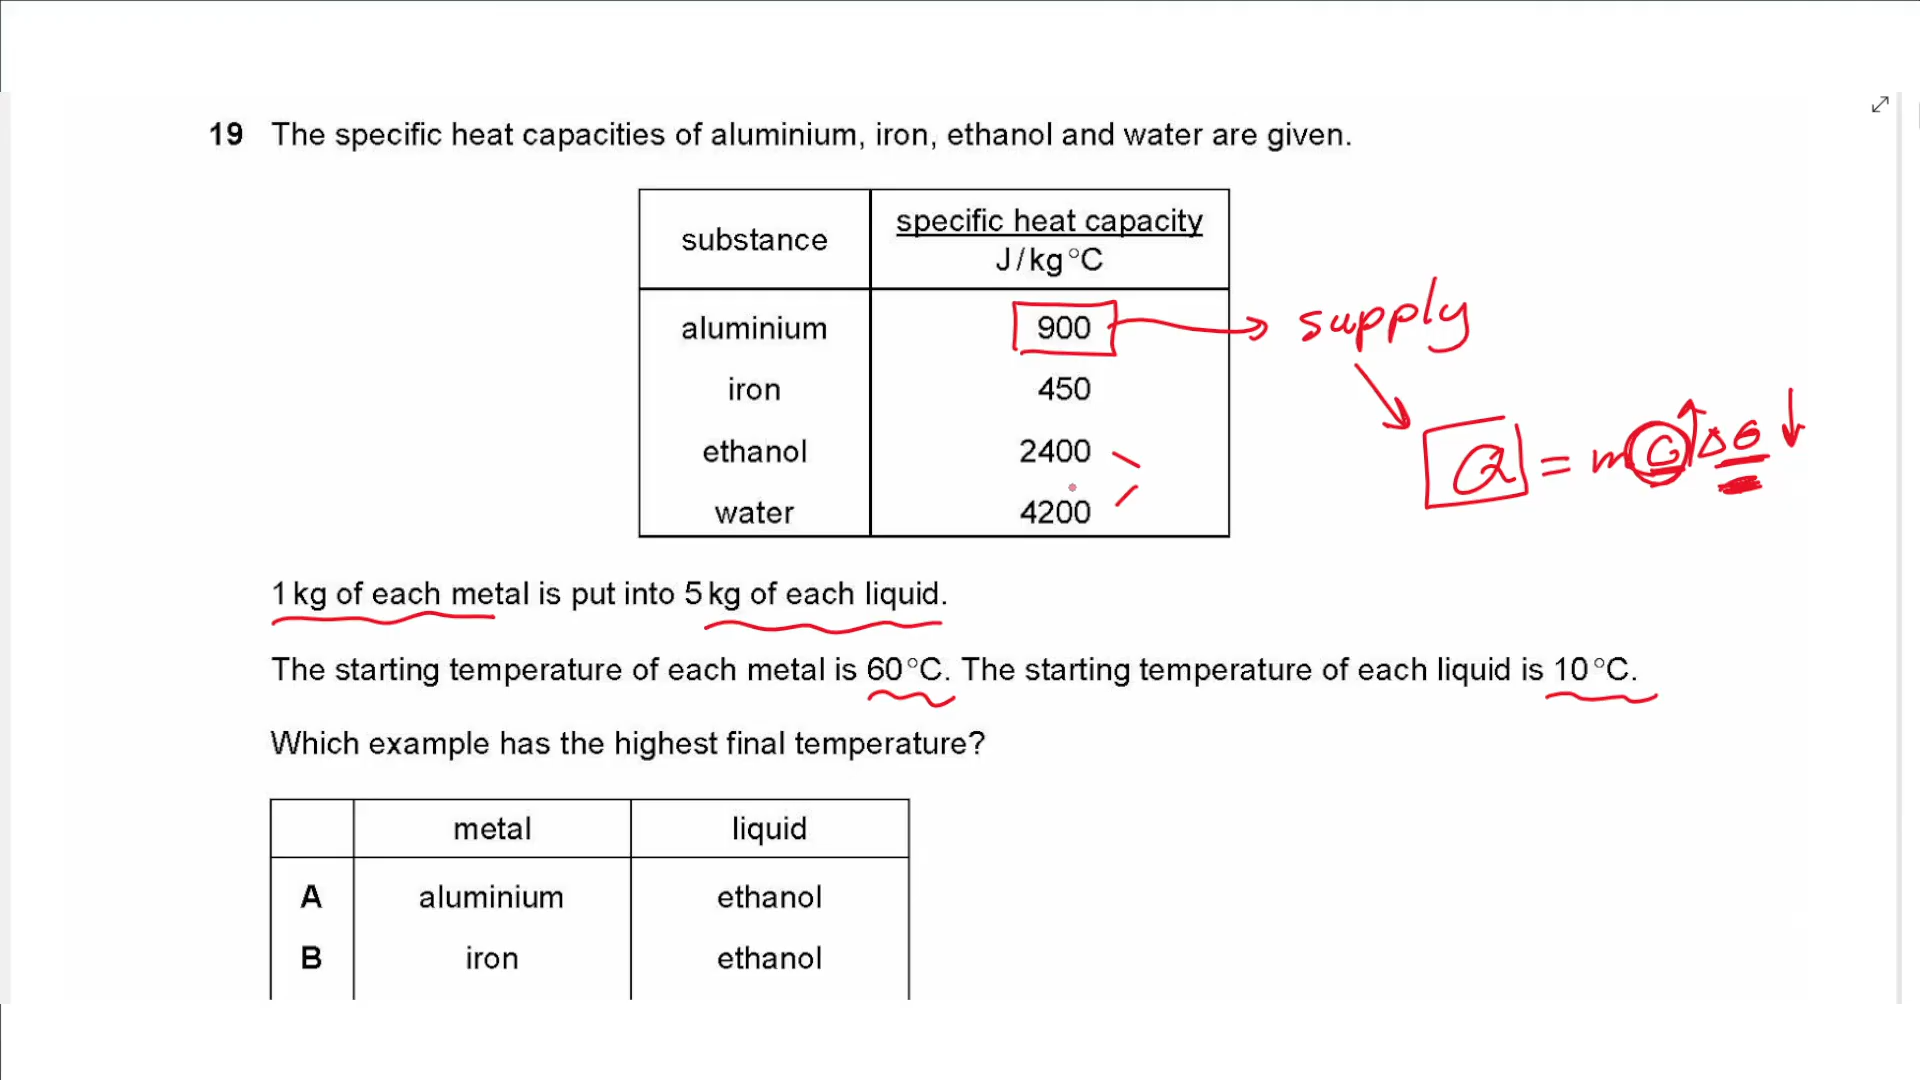 19 The specific heat capacities of aluminium, iron, ethanol and water are given.
substance specific heat capacity
J/kg °C
aluminium 900 → supply
iron 450
Q = mc↑Δθ↓
ethanol 2400
water 4200
1 kg of each metal is put into 5 kg of each liquid.
The starting temperature of each metal is 60 °C. The starting temperature of each liquid is 10 °C.
Which example has the highest final temperature?
metal liquid
A aluminium ethanol
B iron ethanol